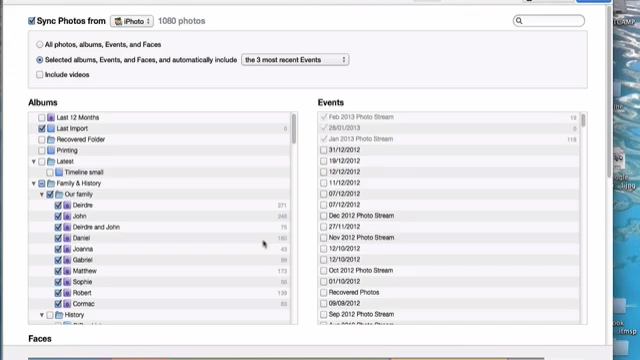 Sync Photos from iPhoto 1080 photos
All photos, albums, Events, and Faces
Selected albums, Events, and Faces, and automatically include the 3 most recent Events
Include videos
Albums
Last 12 Months
Last Import 0
Recovered Folder
Printing
Latest
Timeline small
Family & History
Our family
Deirdre 271
John 246
Deirdre and John 75
Daniel 160
Joanna 43
Gabriel
Matthew 173
Sophie
Robert 139
Cormac
History
Events
Feb 2013 Photo Stream 19
28/01/2013 0
Jan 2013 Photo Stream 118
31/12/2012
19/12/2012
12/12/2012
11/12/2012
07/12/2012
07/12/2012
Dec 2012 Photo Stream
27/11/2012
Nov 2012 Photo Stream
12/10/2012
12/10/2012
Oct 2012 Photo Stream
01/10/2012
Recovered Photos
09/09/2012
Sep 2012 Photo Stream
Faces